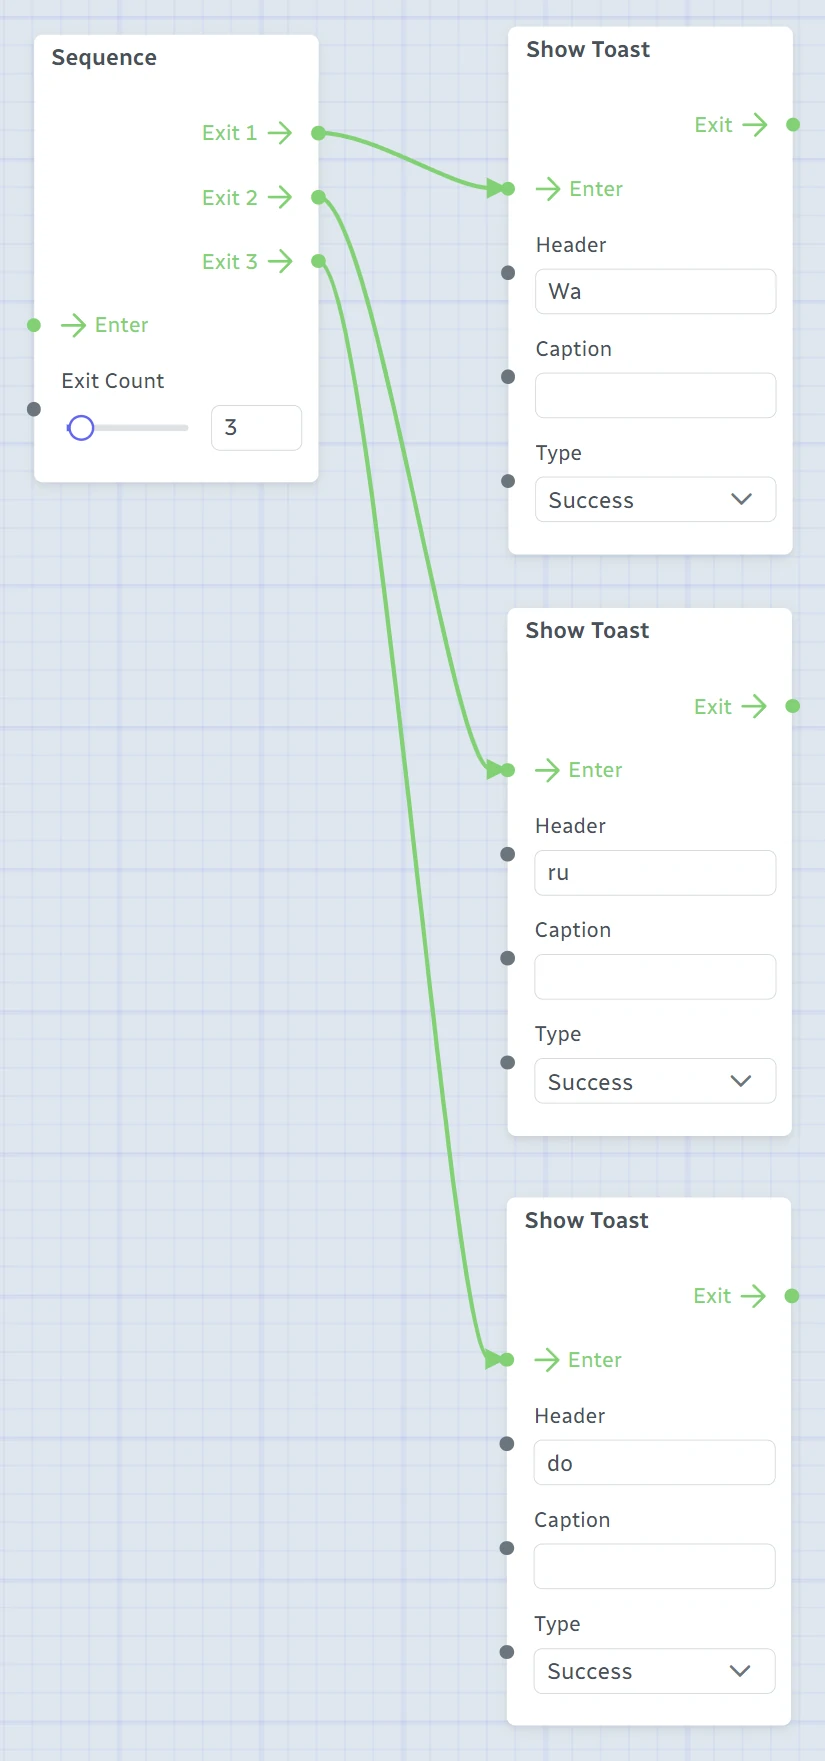 Sequence
Exit 1
Exit 2
Exit 3
Enter
Exit Count
3
Show Toast
Exit
Enter
Header
Wa
Caption
Type
Success
Show Toast
Exit
Enter
Header
ru
Caption
Type
Success
Show Toast
Exit
Enter
Header
do
Caption
Type
Success